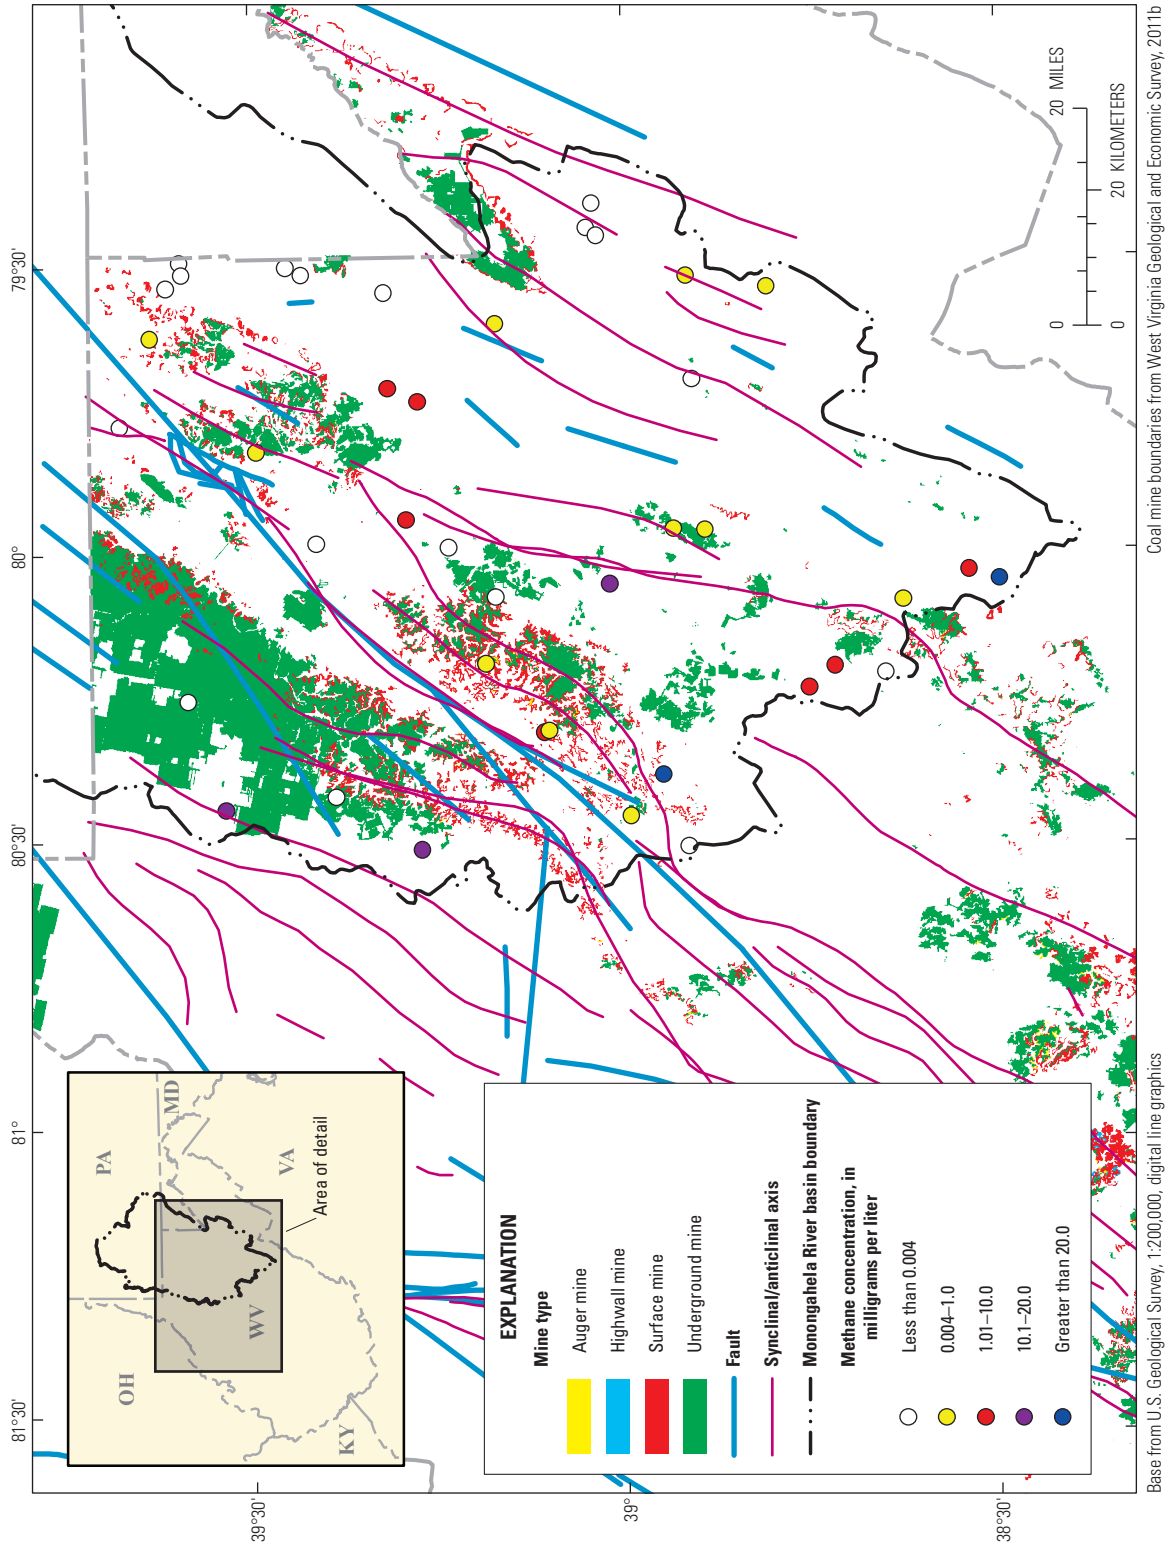 81°30'
81°
80°30'
80°
79°30'
39°30'
39°
38°30'
OH
PA
MD
WV
VA
KY
Area of detail
EXPLANATION
Mine type
Auger mine
Highwall mine
Surface mine
Underground mine
Fault
Synclinal/anticlinal axis
Monongahela River basin boundary
Methane concentration, in
milligrams per liter
Less than 0.004
0.004–1.0
1.01–10.0
10.1–20.0
Greater than 20.0
0 20 MILES
0 20 KILOMETERS
Base from U.S. Geological Survey, 1:200,000, digital line graphics
Coal mine boundaries from West Virginia Geological and Economic Survey, 2011b